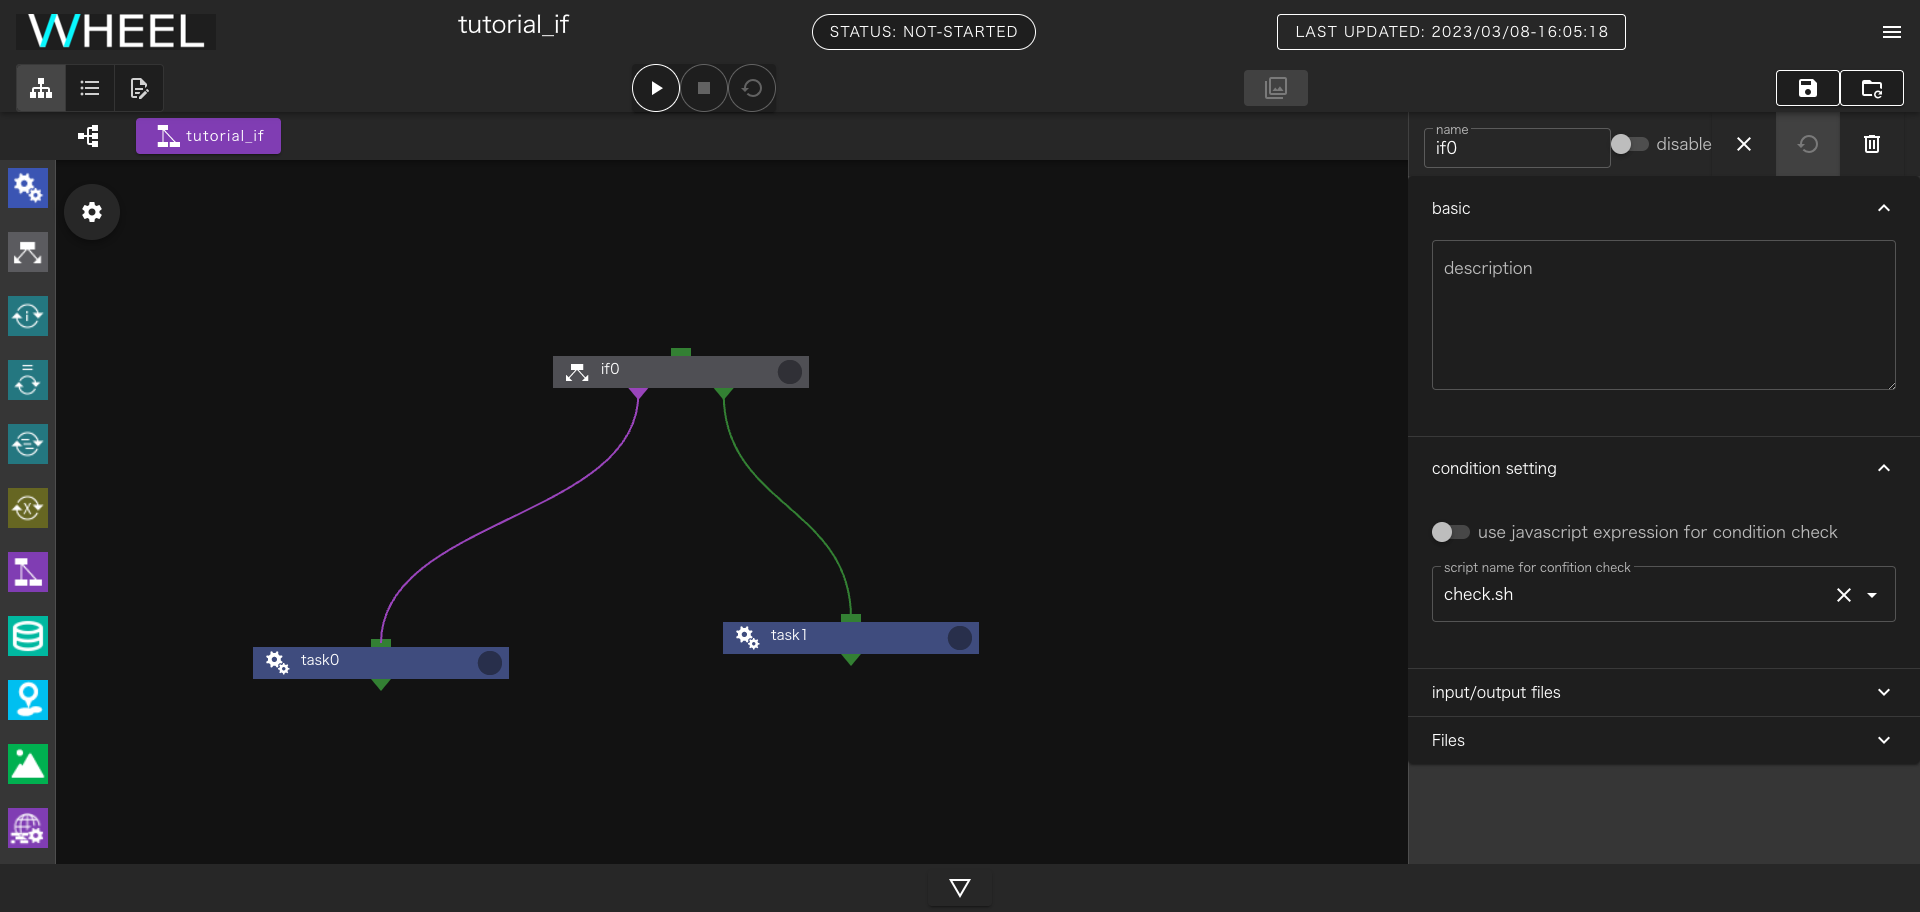 WHEEL
tutorial_if
STATUS: NOT-STARTED
LAST UPDATED: 2023/03/08-16:05:18
tutorial_if
name
if0
disable
basic
description
if0
task0
task1
condition setting
use javascript expression for condition check
script name for confition check
check.sh
input/output files
Files